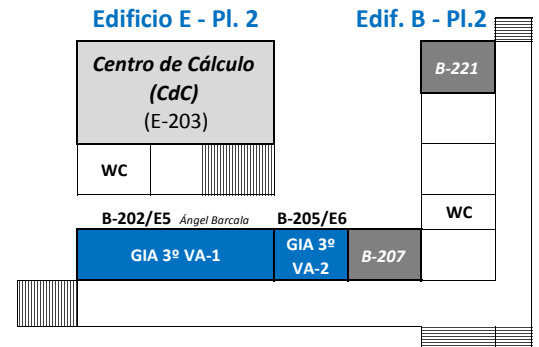 Edificio E - Pl. 2
Edif. B - Pl.2
Centro de Cálculo
(CdC)
(E-203)
B-221
WC
WC
B-202/E5 Ángel Barcala
B-205/E6
GIA 3º VA-1
GIA 3º
VA-2
B-207